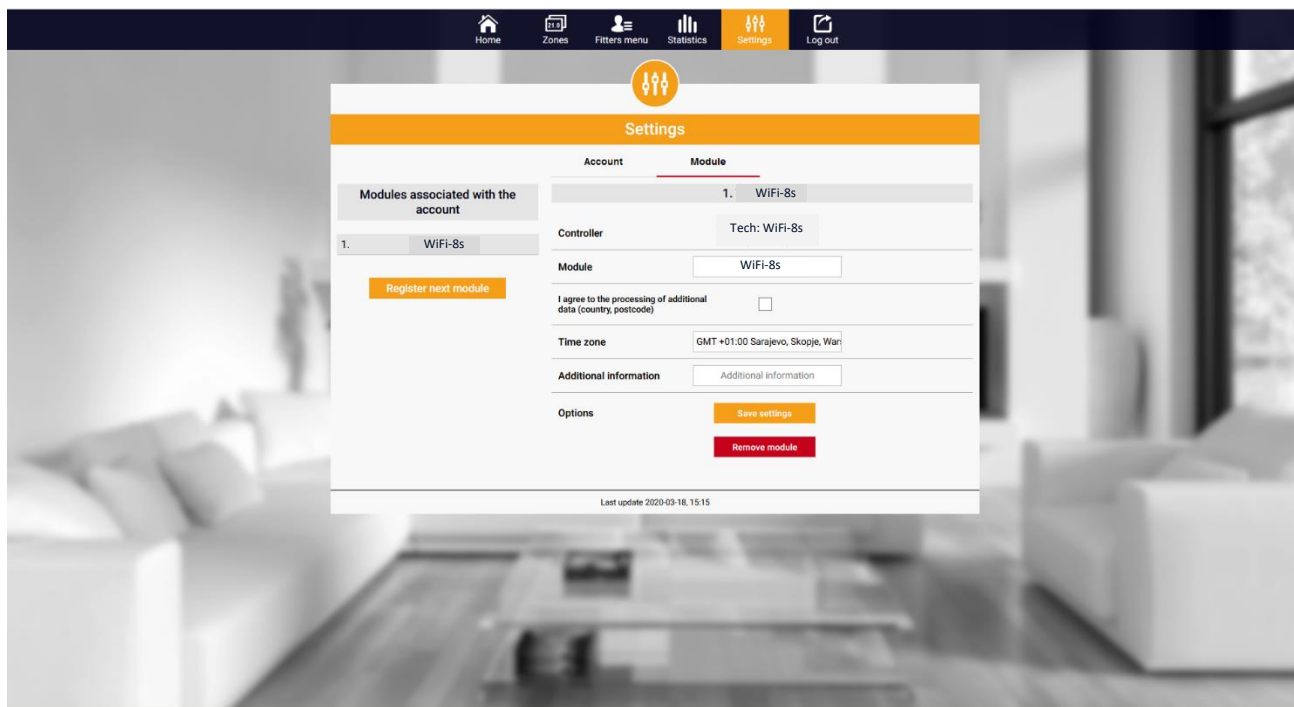 Home
Zones
Fitters menu
Statistics
Settings
Log out
21.0
Settings
Account
Module
Modules associated with the
account
1. WiFi-8s
Register next module
1. WiFi-8s
Controller
Tech: WiFi-8s
Module
WiFi-8s
I agree to the processing of additional
data (country, postcode)
Time zone
GMT +01:00 Sarajevo, Skopje, War
Additional information
Additional information
Options
Save settings
Remove module
Last update 2020-03-18, 15:15